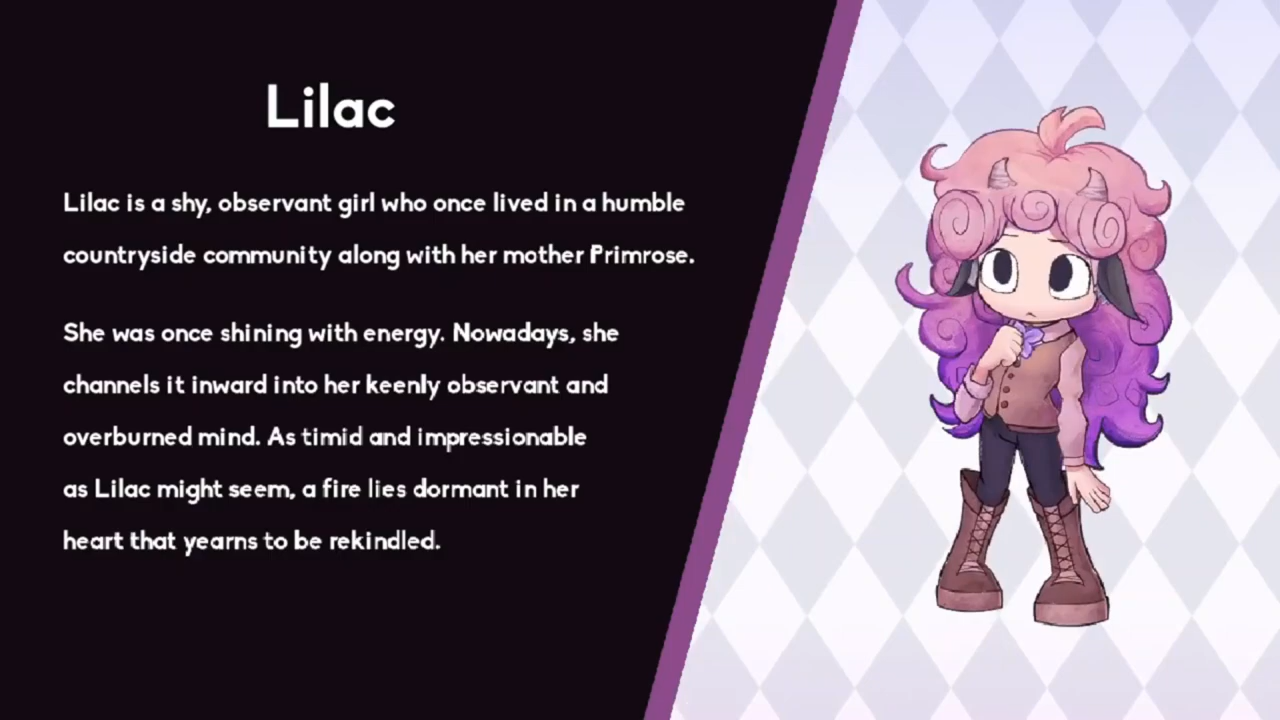 Lilac
Lilac is a shy, observant girl who once lived in a humble
countryside community along with her mother Primrose.
She was once shining with energy. Nowadays, she
channels it inward into her keenly observant and
overburned mind. As timid and impressionable
as Lilac might seem, a fire lies dormant in her
heart that yearns to be rekindled.